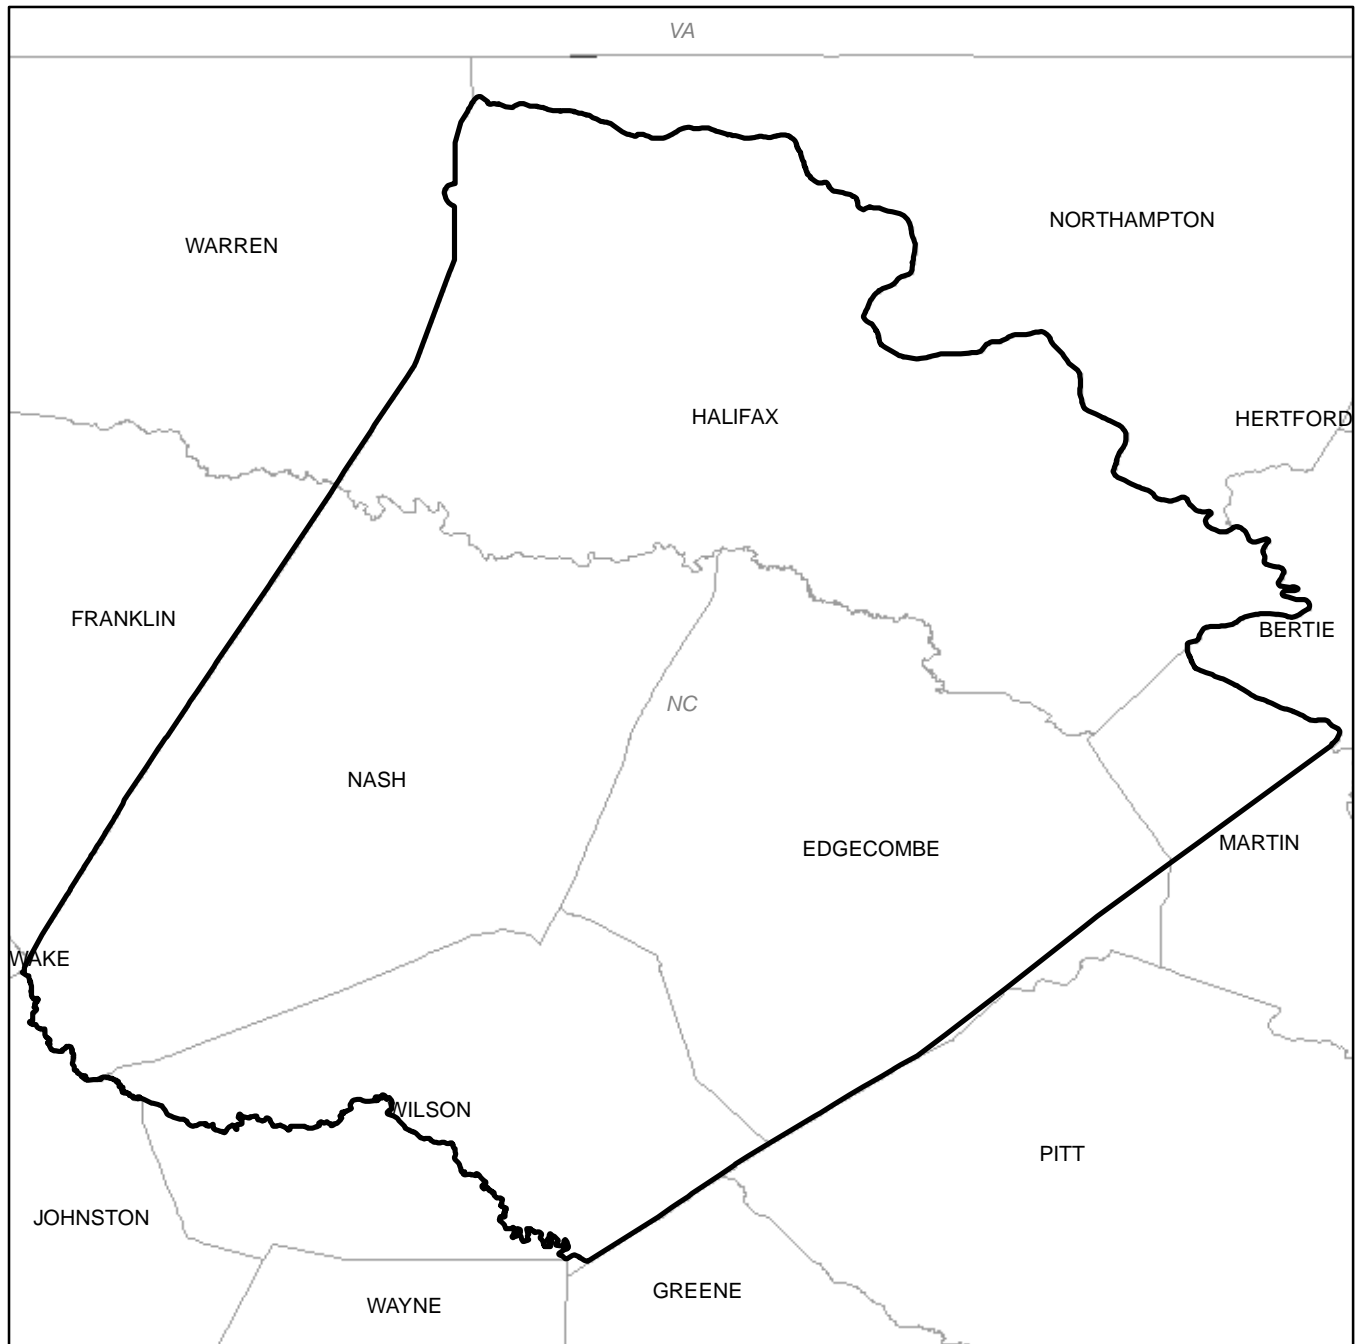 VA
NORTHAMPTON
WARREN
HALIFAX
HERTFORD
FRANKLIN
BERTIE
NC
NASH
MARTIN
EDGECOMBE
WAKE
WILSON
PITT
JOHNSTON
GREENE
WAYNE